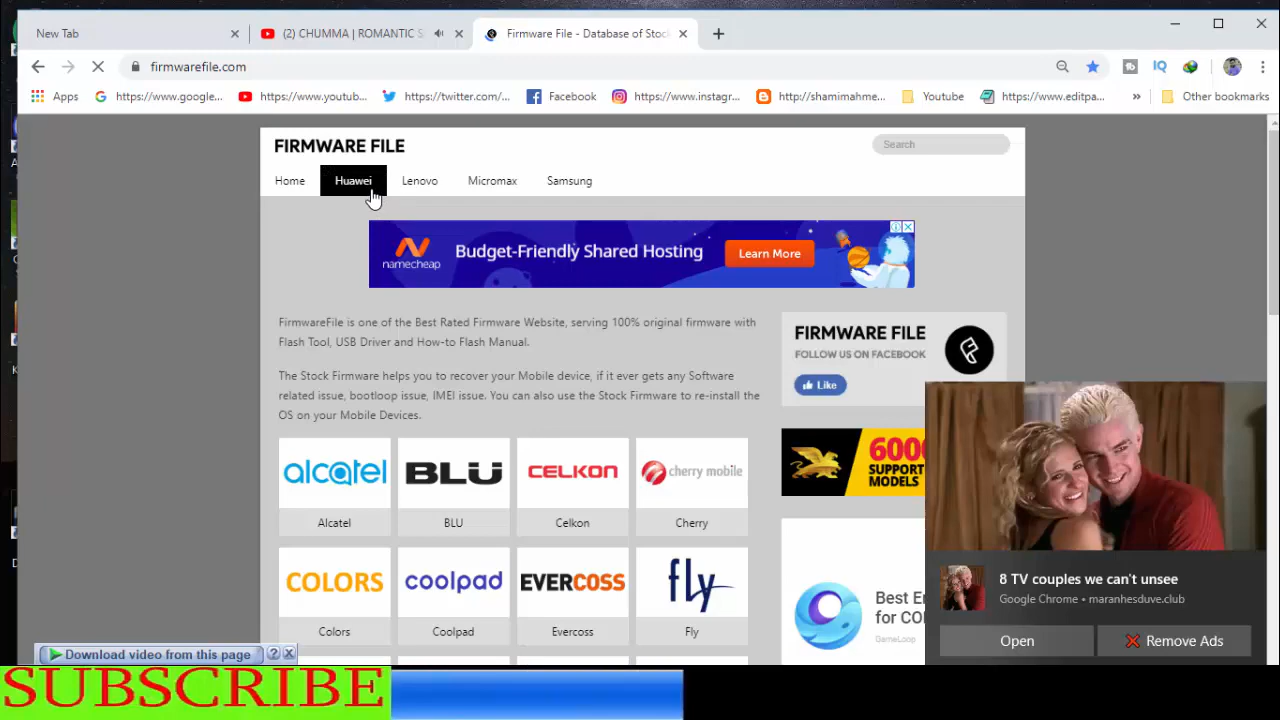 New Tab
(2) CHUMMA | ROMANTIC S
Firmware File - Database of Stoc
firmwarefile.com
Apps
https://www.google...
https://www.youtub...
https://twitter.com/...
Facebook
https://www.instagr...
http://shamimahme...
Youtube
https://www.editpa...
Other bookmarks
FIRMWARE FILE
Search
Home
Huawei
Lenovo
Micromax
Samsung
namecheap
Budget-Friendly Shared Hosting
Learn More
FirmwareFile is one of the Best Rated Firmware Website, serving 100% original firmware with
Flash Tool, USB Driver and How-to Flash Manual.
The Stock Firmware helps you to recover your Mobile device, if it ever gets any Software
related issue, bootloop issue, IMEI issue. You can also use the Stock Firmware to re-install the
OS on your Mobile Devices.
FIRMWARE FILE
FOLLOW US ON FACEBOOK
Like
alcatel
BLU
CELKON
cherry mobile
Alcatel
BLU
Celkon
Cherry
COLORS
coolpad
EVERCOSS
fly
Colors
Coolpad
Evercoss
Fly
6000
SUPPORT
MODELS
Best E
for CO
GameLoop
8 TV couples we can't unsee
Google Chrome • maranhesduve.club
Open
Remove Ads
Download video from this page
SUBSCRIBE